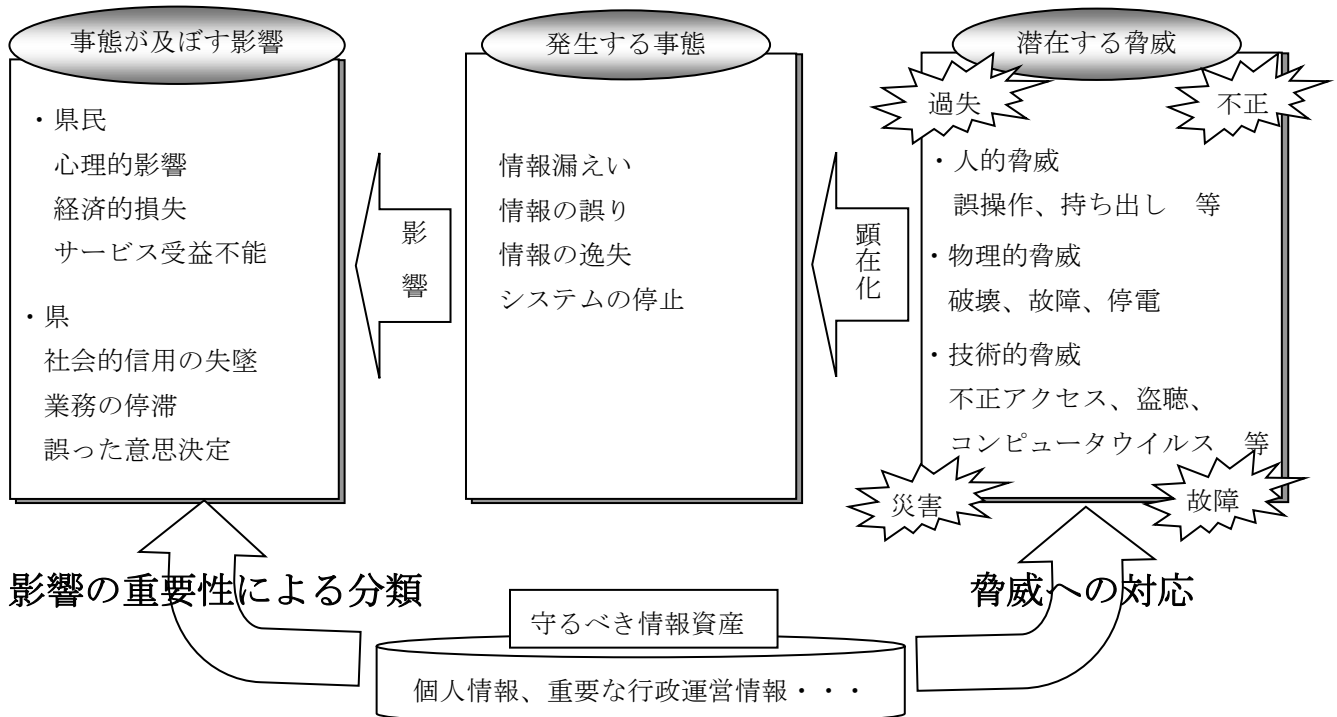 事態が及ぼす影響
・県民
心理的影響
経済的損失
サービス受益不能
・県
社会的信用の失墜
業務の停滞
誤った意思決定
影響
発生する事態
情報漏えい
情報の誤り
情報の逸失
システムの停止
顕在化
潜在する脅威
過失
不正
・人的脅威
誤操作、持ち出し　等
・物理的脅威
破壊、故障、停電
・技術的脅威
不正アクセス、盗聴、
コンピュータウイルス　等
災害
故障
影響の重要性による分類
脅威への対応
守るべき情報資産
個人情報、重要な行政運営情報・・・